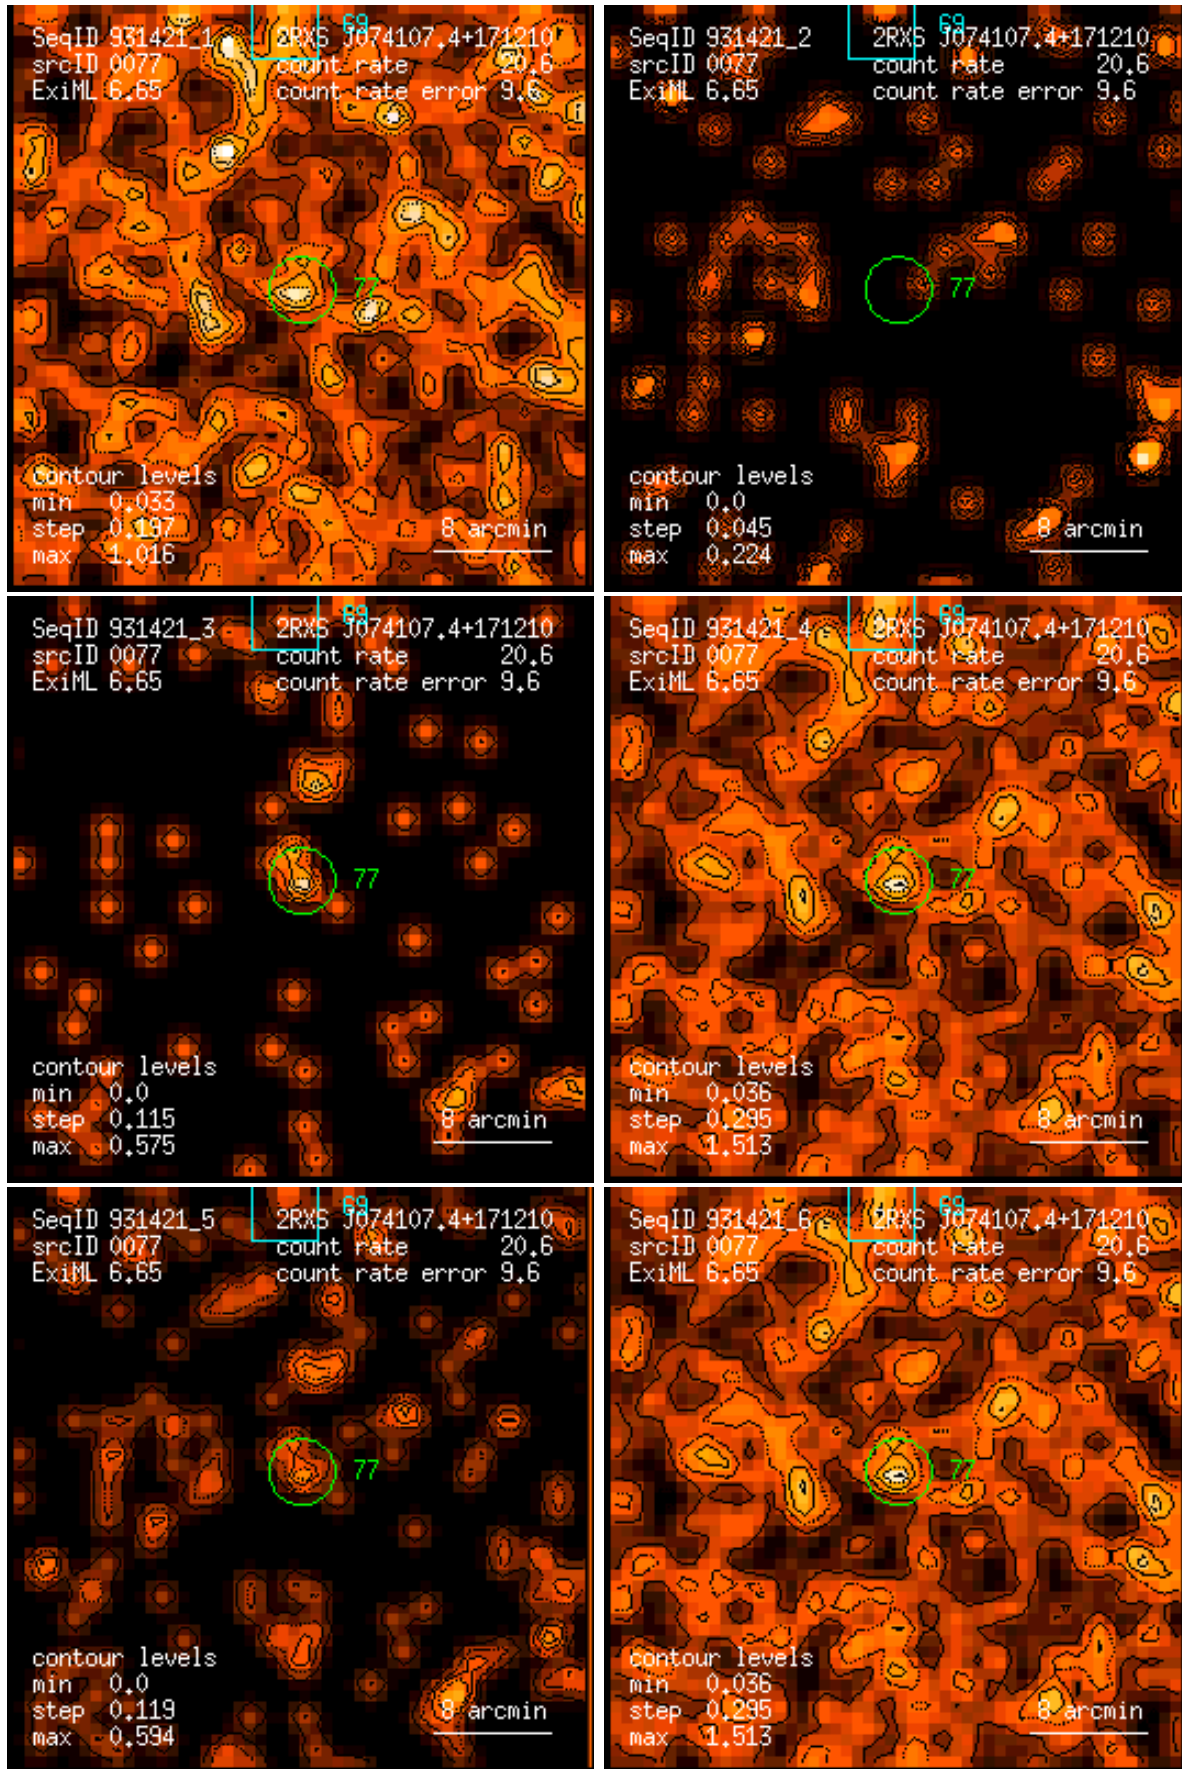 69
SeqID 931421_1 2RXS J074107.4+171210
srcID 0077 count rate 20.6
ExiML 6.65 count rate error 9.6
77
contour levels
min 0.033
step 0.197 8 arcmin
max 1.016
69
SeqID 931421_2 2RXS J074107.4+171210
srcID 0077 count rate 20.6
ExiML 6.65 count rate error 9.6
77
contour levels
min 0.0
step 0.045 8 arcmin
max 0.224
69
SeqID 931421_3 2RXS J074107.4+171210
srcID 0077 count rate 20.6
ExiML 6.65 count rate error 9.6
77
contour levels
min 0.0
step 0.115 8 arcmin
max 0.575
69
SeqID 931421_4 2RXS J074107.4+171210
srcID 0077 count rate 20.6
ExiML 6.65 count rate error 9.6
77
contour levels
min 0.036
step 0.295 8 arcmin
max 1.513
69
SeqID 931421_5 2RXS J074107.4+171210
srcID 0077 count rate 20.6
ExiML 6.65 count rate error 9.6
77
contour levels
min 0.0
step 0.119 8 arcmin
max 0.594
69
SeqID 931421_6 2RXS J074107.4+171210
srcID 0077 count rate 20.6
ExiML 6.65 count rate error 9.6
77
contour levels
min 0.036
step 0.295 8 arcmin
max 1.513